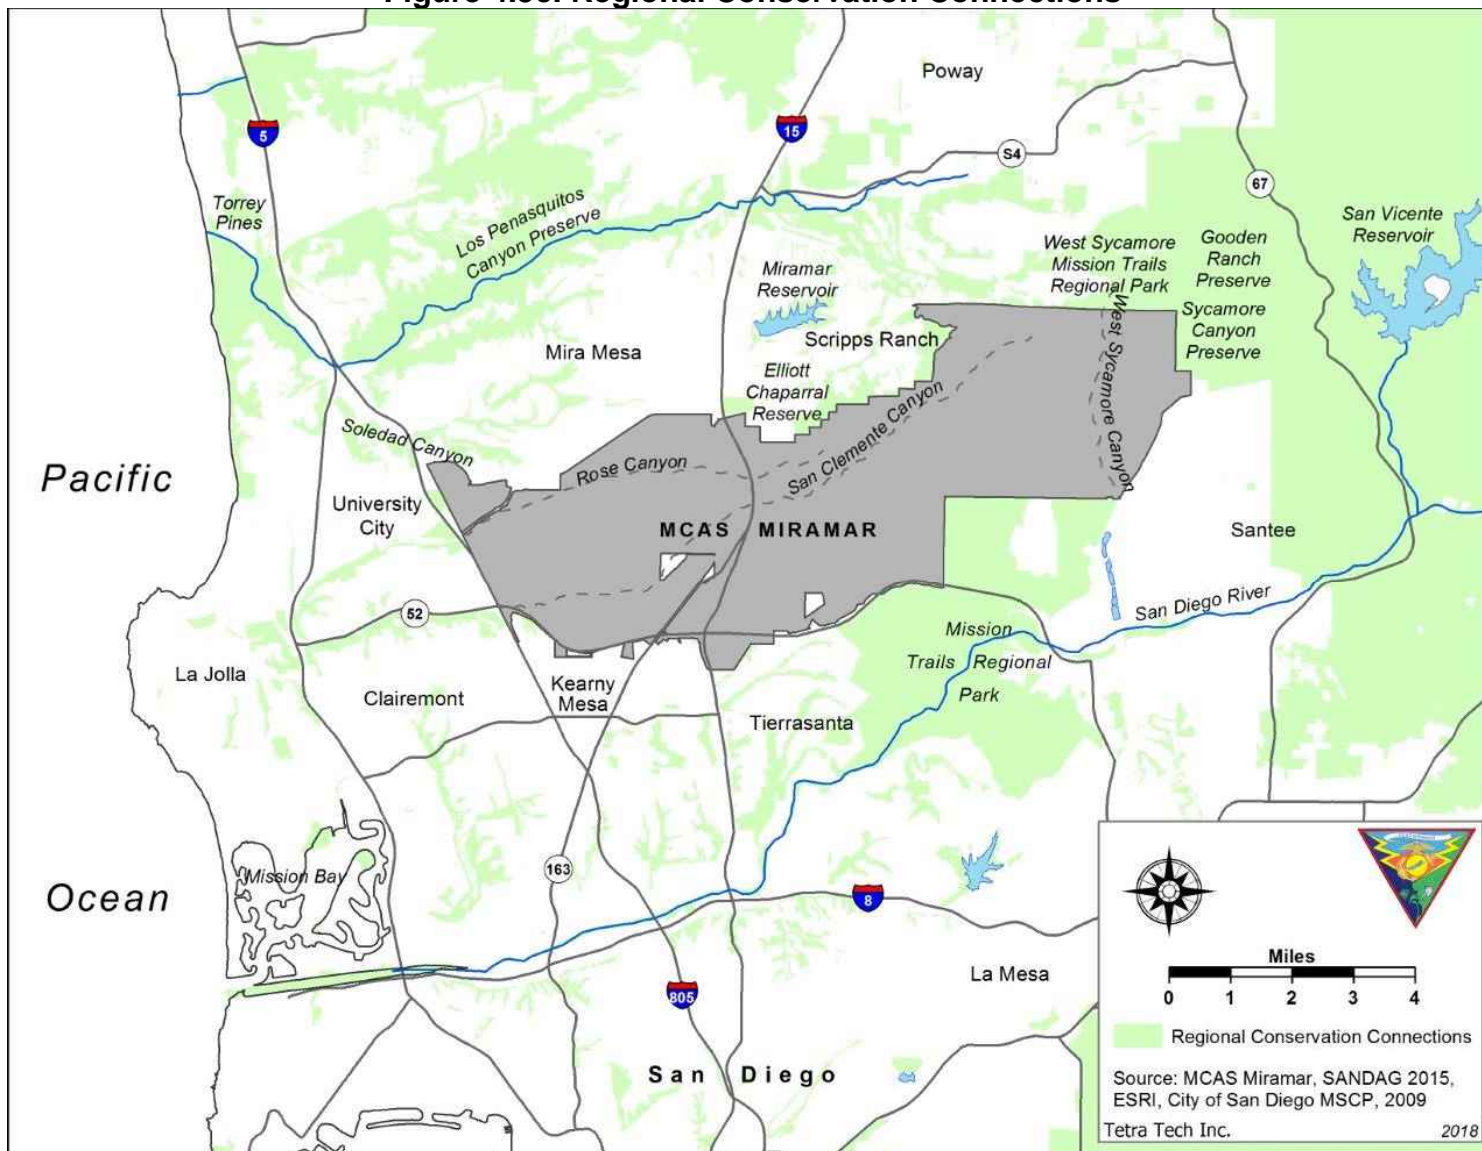 Poway
5
15
S4
67
Torrey
Pines
Los Penasquitos
Canyon Preserve
San Vicente
Reservoir
West Sycamore
Mission Trails
Regional Park
Gooden
Ranch
Preserve
Miramar
Reservoir
Sycamore
Canyon
Preserve
Scripps Ranch
Mira Mesa
Elliott
Chaparral
Reserve
West Sycamore Canyon
San Clemente Canyon
Soledad Canyon
Rose Canyon
Pacific
University
City
MCAS MIRAMAR
Santee
52
San Diego River
Mission
Trails Regional
Park
La Jolla
Clairemont
Kearny
Mesa
Tierrasanta
163
Mission Bay
8
Ocean
La Mesa
805
San Diego
Miles
0 1 2 3 4
Regional Conservation Connections
Source: MCAS Miramar, SANDAG 2015,
ESRI, City of San Diego MSCP, 2009
Tetra Tech Inc. 2018